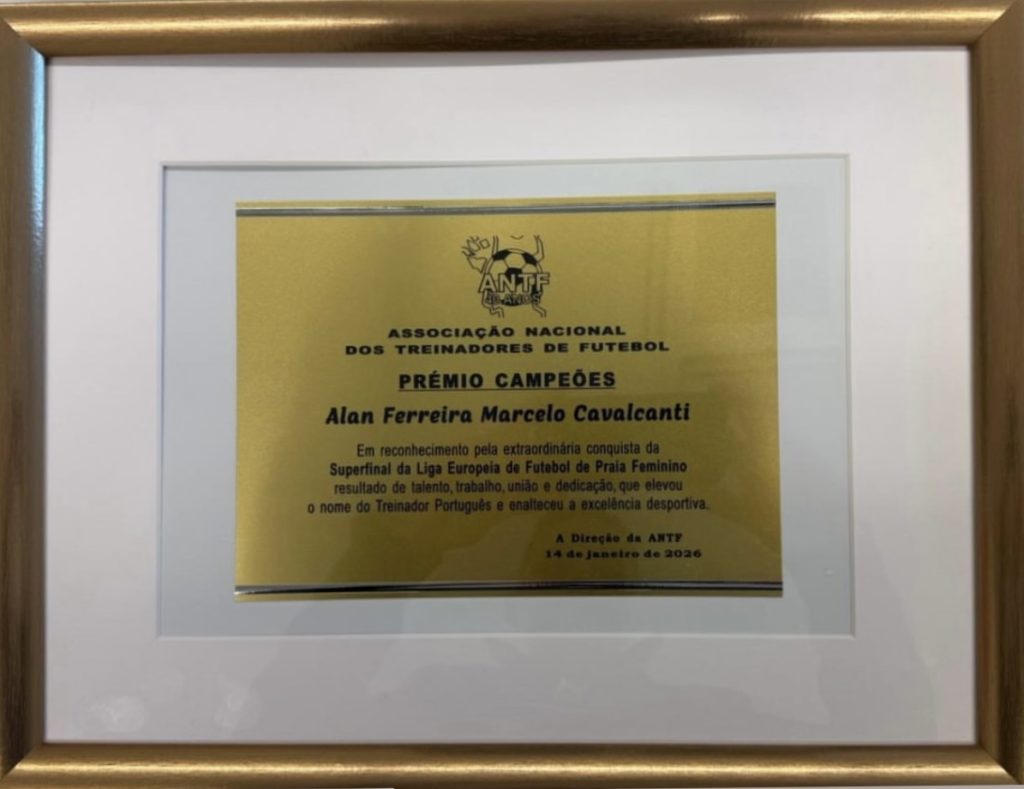 ANTF
40 ANOS
ASSOCIAÇÃO NACIONAL
DOS TREINADORES DE FUTEBOL
PRÉMIO CAMPEÕES
Alan Ferreira Marcelo Cavalcanti
Em reconhecimento pela extraordinária conquista da
Superfinal da Liga Europeia de Futebol de Praia Feminino
resultado de talento, trabalho, união e dedicação, que elevou
o nome do Treinador Português e enalteceu a excelência desportiva.
A Direção da ANTF
14 de janeiro de 2026